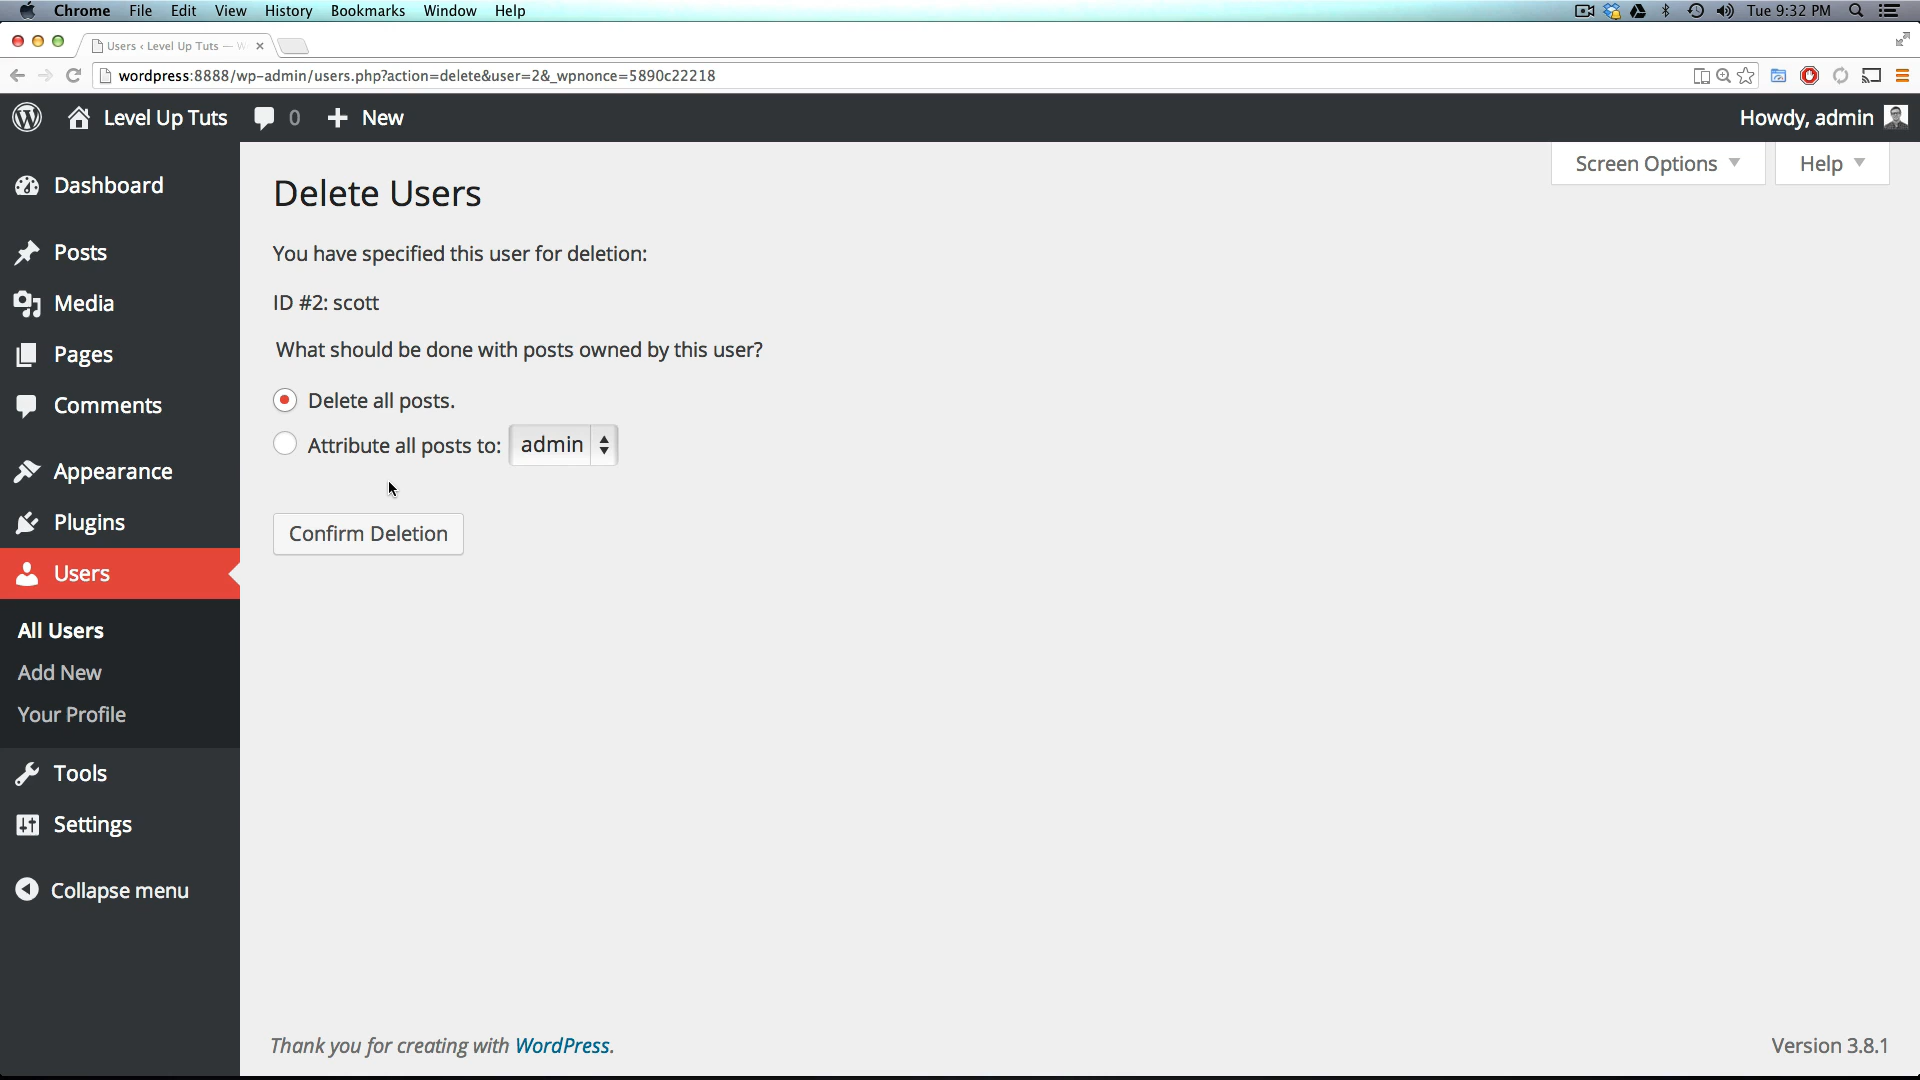 Chrome File Edit View History Bookmarks Window Help Tue 9:32 PM
Users ‹ Level Up Tuts — W
wordpress:8888/wp-admin/users.php?action=delete&user=2&_wpnonce=5890c22218
Level Up Tuts 0 New Howdy, admin
Screen Options Help
Dashboard
Posts
Media
Pages
Comments
Appearance
Plugins
Users
All Users
Add New
Your Profile
Tools
Settings
Collapse menu
Delete Users
You have specified this user for deletion:
ID #2: scott
What should be done with posts owned by this user?
Delete all posts.
Attribute all posts to: admin
Confirm Deletion
Thank you for creating with WordPress.
Version 3.8.1